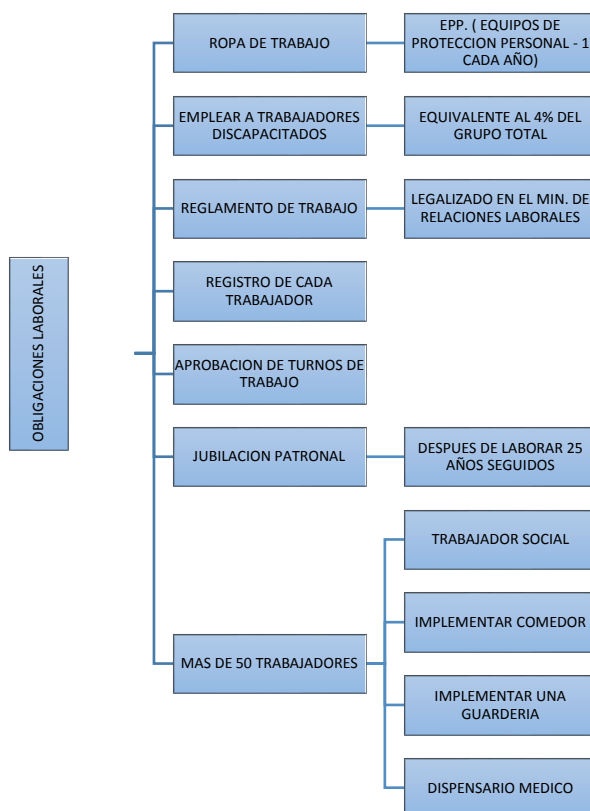 OBLIGACIONES LABORALES
ROPA DE TRABAJO
EPP. ( EQUIPOS DE
PROTECCION PERSONAL - 1
CADA AÑO)
EMPLEAR A TRABAJADORES
DISCAPACITADOS
EQUIVALENTE AL 4% DEL
GRUPO TOTAL
REGLAMENTO DE TRABAJO
LEGALIZADO EN EL MIN. DE
RELACIONES LABORALES
REGISTRO DE CADA
TRABAJADOR
APROBACION DE TURNOS DE
TRABAJO
JUBILACION PATRONAL
DESPUES DE LABORAR 25
AÑOS SEGUIDOS
MAS DE 50 TRABAJADORES
TRABAJADOR SOCIAL
IMPLEMENTAR COMEDOR
IMPLEMENTAR UNA
GUARDERIA
DISPENSARIO MEDICO